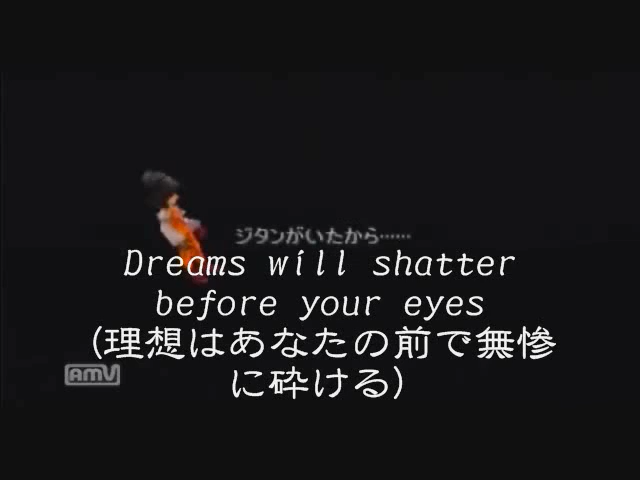 ジタンがいたから……
Dreams will shatter
before your eyes
(理想はあなたの前で無惨
に砕ける)
AMV